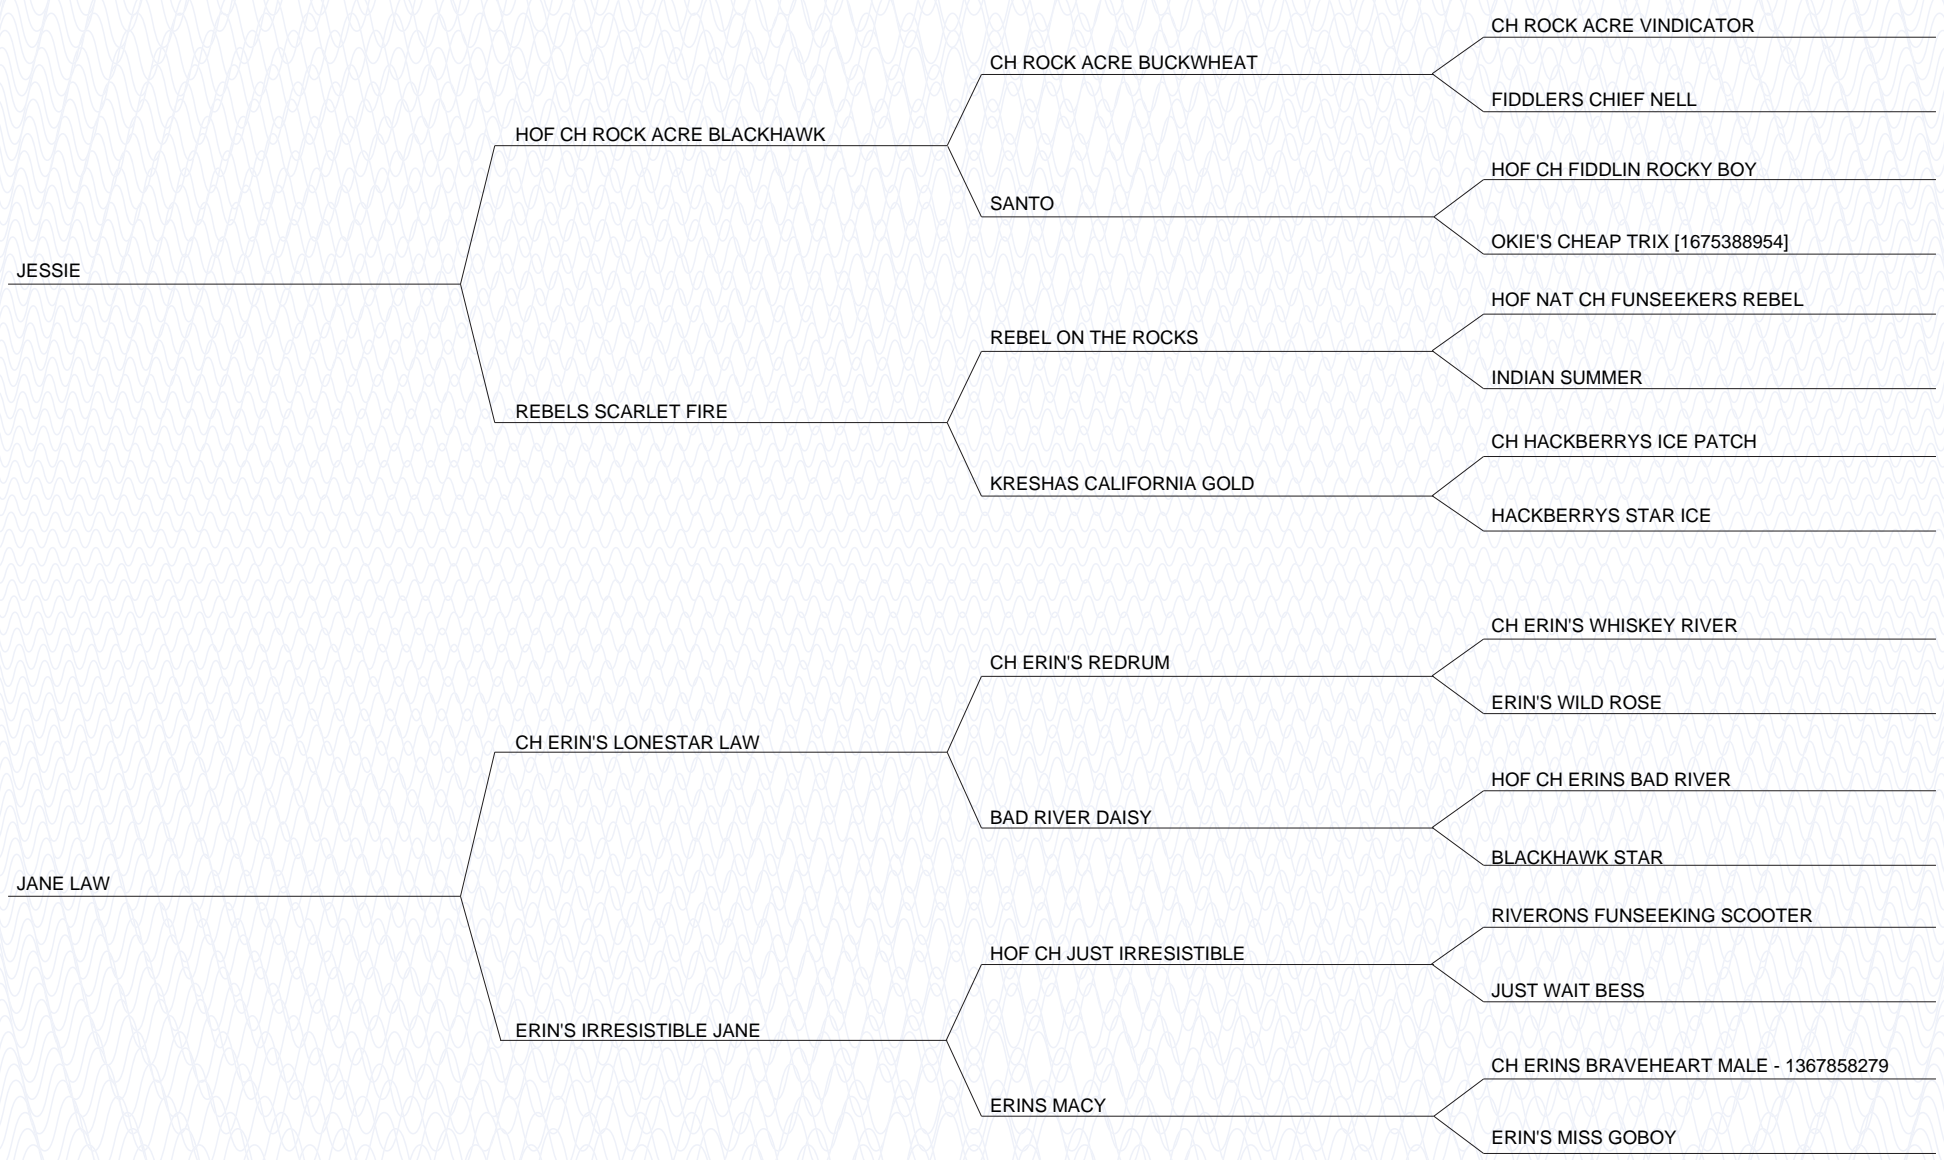 CH ROCK ACRE VINDICATOR
CH ROCK ACRE BUCKWHEAT
FIDDLERS CHIEF NELL
HOF CH ROCK ACRE BLACKHAWK
HOF CH FIDDLIN ROCKY BOY
SANTO
OKIE'S CHEAP TRIX [1675388954]
JESSIE
HOF NAT CH FUNSEEKERS REBEL
REBEL ON THE ROCKS
INDIAN SUMMER
REBELS SCARLET FIRE
CH HACKBERRYS ICE PATCH
KRESHAS CALIFORNIA GOLD
HACKBERRYS STAR ICE
CH ERIN'S WHISKEY RIVER
CH ERIN'S REDRUM
ERIN'S WILD ROSE
CH ERIN'S LONESTAR LAW
HOF CH ERINS BAD RIVER
BAD RIVER DAISY
BLACKHAWK STAR
JANE LAW
RIVERONS FUNSEEKING SCOOTER
HOF CH JUST IRRESISTIBLE
JUST WAIT BESS
ERIN'S IRRESISTIBLE JANE
CH ERINS BRAVEHEART MALE - 1367858279
ERINS MACY
ERIN'S MISS GOBOY